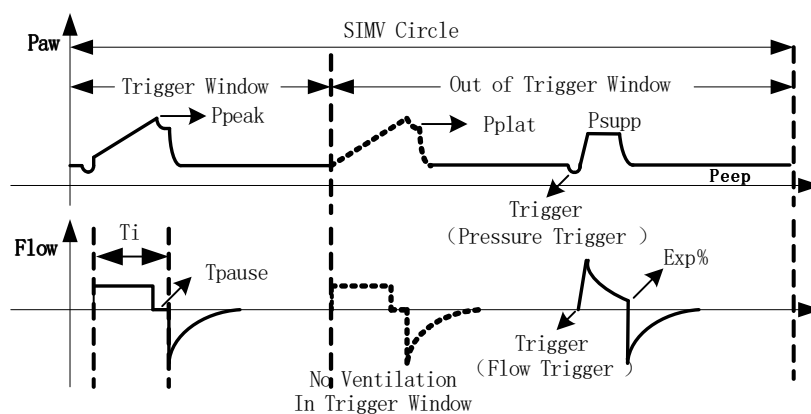 SIMV Circle
Paw
Trigger Window
Out of Trigger Window
Ppeak
Pplat
Psupp
Peep
Trigger
(Pressure Trigger )
Flow
Ti
Tpause
Exp%
Trigger
(Flow Trigger )
No Ventilation
In Trigger Window